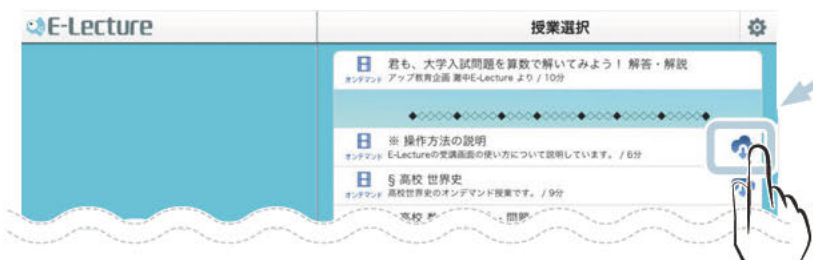 E-Lecture
授業選択
君も、大学入試問題を算数で解いてみよう！ 解答・解説
オンデマンド アップ教育企画 灘中E-Lecture より / 10分
※ 操作方法の説明
オンデマンド E-Lectureの受講画面の使い方について説明しています。 / 6分
§ 高校 世界史
オンデマンド 高校世界史のオンデマンド授業です。 / 9分
高校